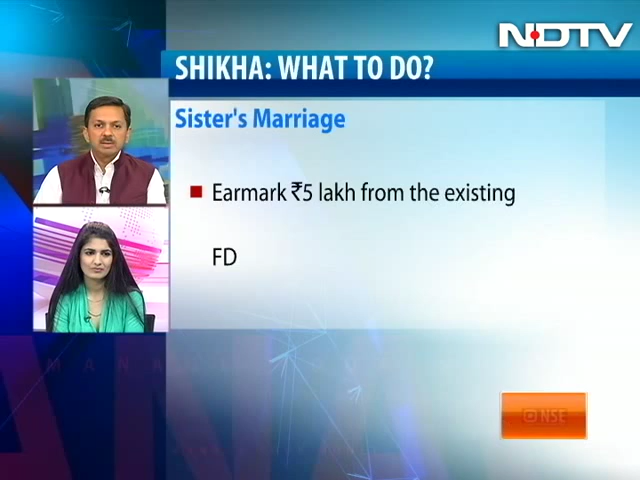 NDTV
SHIKHA: WHAT TO DO?
Sister's Marriage
Earmark ₹5 lakh from the existing
FD
NSE